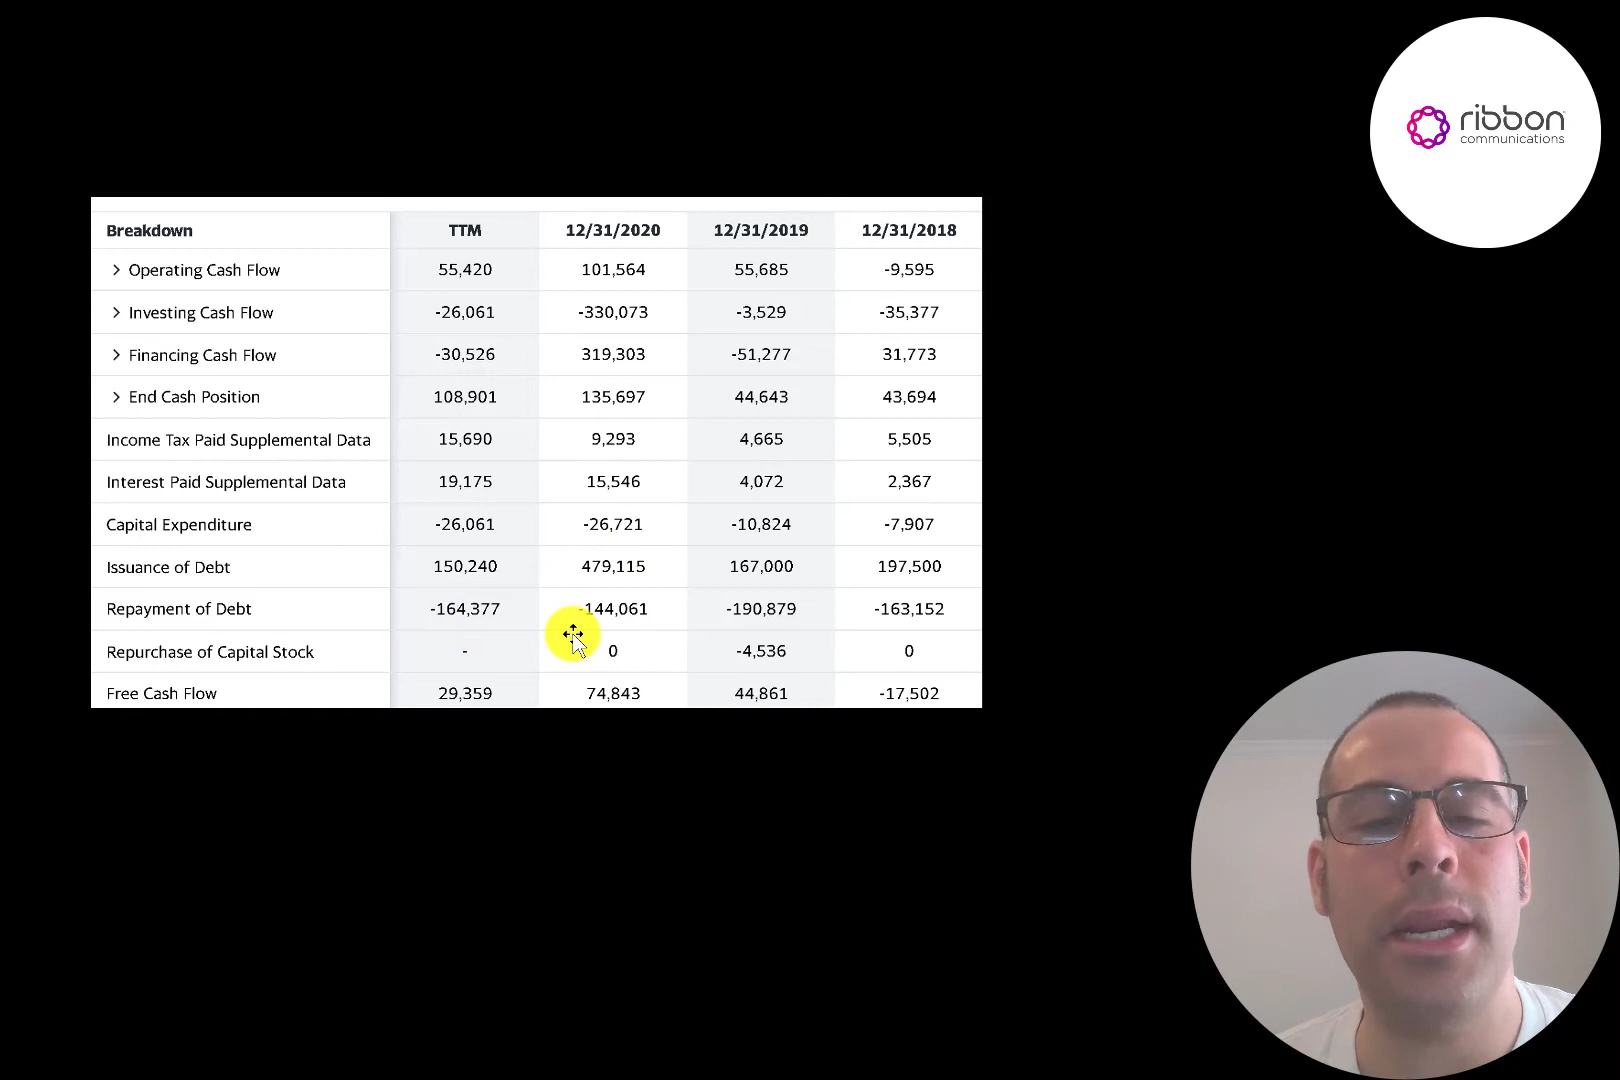 ribbon
communications
Breakdown TTM 12/31/2020 12/31/2019 12/31/2018
Operating Cash Flow 55,420 101,564 55,685 -9,595
Investing Cash Flow -26,061 -330,073 -3,529 -35,377
Financing Cash Flow -30,526 319,303 -51,277 31,773
End Cash Position 108,901 135,697 44,643 43,694
Income Tax Paid Supplemental Data 15,690 9,293 4,665 5,505
Interest Paid Supplemental Data 19,175 15,546 4,072 2,367
Capital Expenditure -26,061 -26,721 -10,824 -7,907
Issuance of Debt 150,240 479,115 167,000 197,500
Repayment of Debt -164,377 -144,061 -190,879 -163,152
Repurchase of Capital Stock - 0 -4,536 0
Free Cash Flow 29,359 74,843 44,861 -17,502